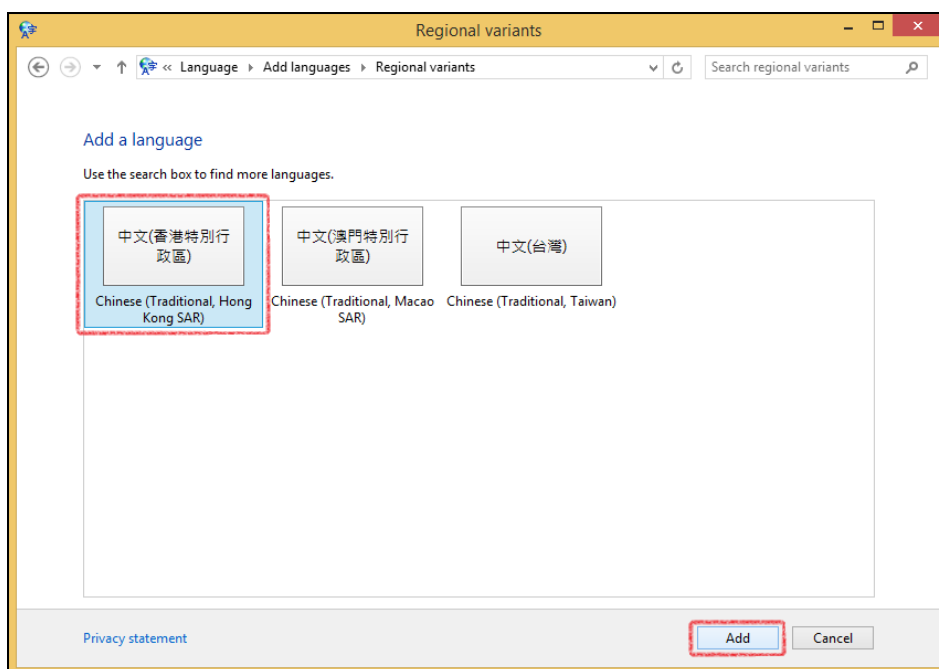 Regional variants
« Language ▸ Add languages ▸ Regional variants
Search regional variants
Add a language
Use the search box to find more languages.
中文(香港特別行
政區)
Chinese (Traditional, Hong
Kong SAR)
中文(澳門特別行
政區)
Chinese (Traditional, Macao
SAR)
中文(台灣)
Chinese (Traditional, Taiwan)
Privacy statement
Add
Cancel